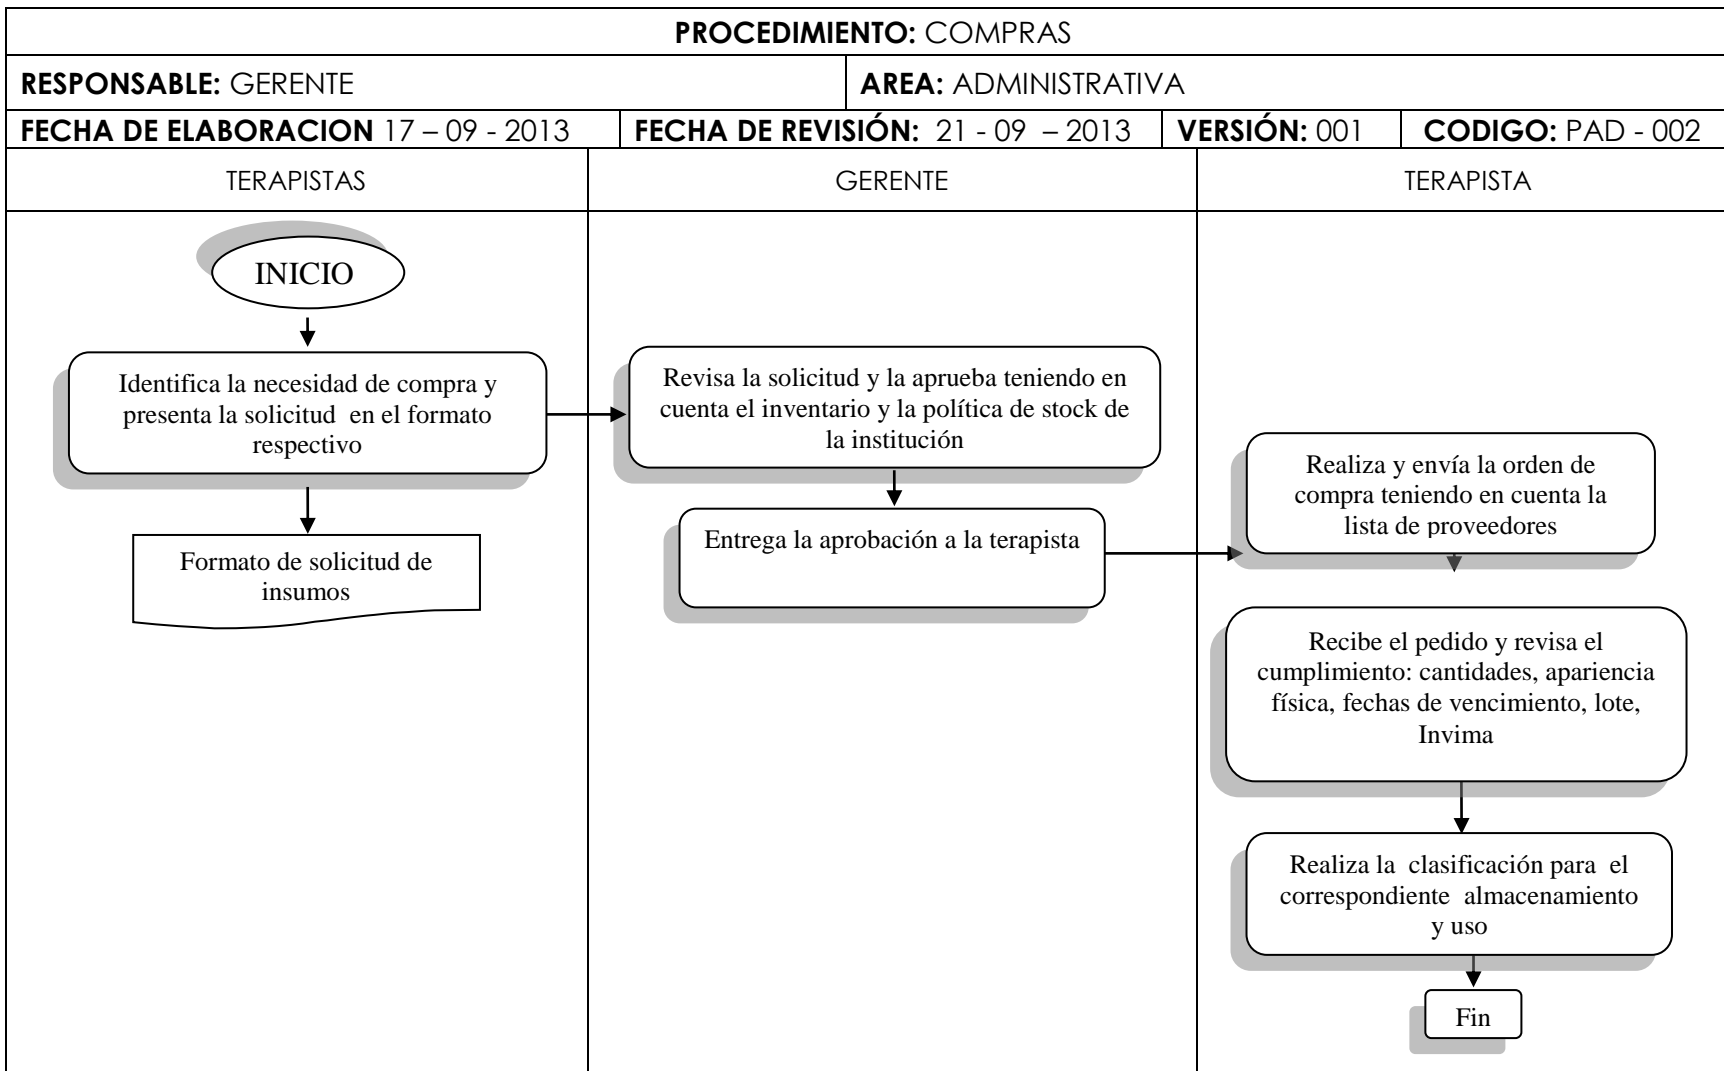 PROCEDIMIENTO: COMPRAS
RESPONSABLE: GERENTE
AREA: ADMINISTRATIVA
FECHA DE ELABORACION 17 – 09 - 2013
FECHA DE REVISIÓN: 21 - 09 – 2013
VERSIÓN: 001
CODIGO: PAD - 002
TERAPISTAS
GERENTE
TERAPISTA
INICIO
Identifica la necesidad de compra y
presenta la solicitud en el formato
respectivo
Formato de solicitud de
insumos
Revisa la solicitud y la aprueba teniendo en
cuenta el inventario y la política de stock de
la institución
Entrega la aprobación a la terapista
Realiza y envía la orden de
compra teniendo en cuenta la
lista de proveedores
Recibe el pedido y revisa el
cumplimiento: cantidades, apariencia
física, fechas de vencimiento, lote,
Invima
Realiza la clasificación para el
correspondiente almacenamiento
y uso
Fin